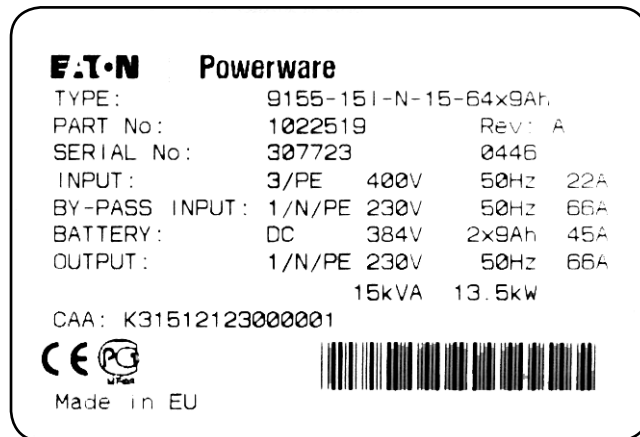 EATON Powerware
TYPE: 9155-15I-N-15-64x9Ah
PART No: 1022519 Rev: A
SERIAL No: 307723 0446
INPUT: 3/PE 400V 50Hz 22A
BY-PASS INPUT: 1/N/PE 230V 50Hz 66A
BATTERY: DC 384V 2x9Ah 45A
OUTPUT: 1/N/PE 230V 50Hz 66A
15kVA 13.5kW
CAA: K31512123000001
CE
Made in EU